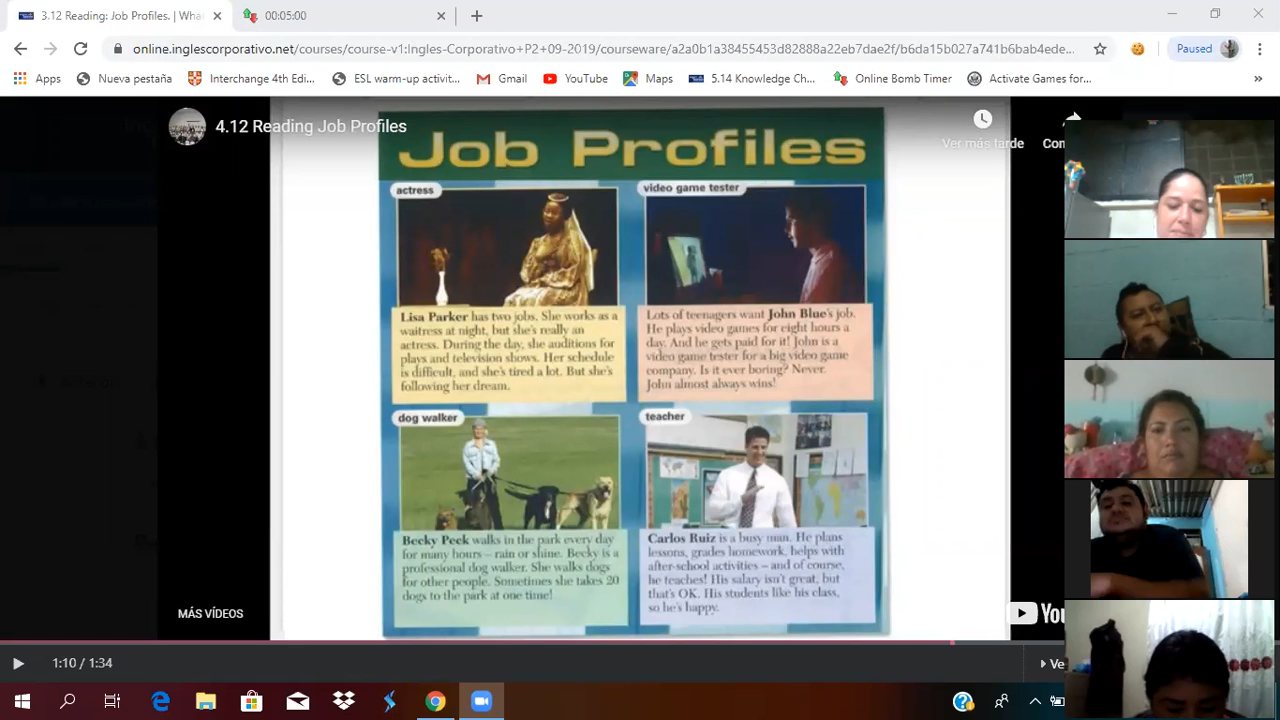 3.12 Reading: Job Profiles. | Wha
00:05:00
online.inglescorporativo.net/courses/course-v1:Ingles-Corporativo+P2+09-2019/courseware/a2a0b1a38455453d82888a22eb7dae2f/b6da15b027a741b6bab4ede...
Paused
Apps
Nueva pestaña
Interchange 4th Edi...
ESL warm-up activit...
Gmail
YouTube
Maps
5.14 Knowledge Ch...
Online Bomb Timer
Activate Games for...
»
4.12 Reading Job Profiles
Ver más tarde
Com
Job Profiles
actress
Lisa Parker has two jobs. She works as a
waitress at night, but she's really an
actress. During the day, she auditions for
plays and television shows. Her schedule
is difficult, and she's tired a lot. But she's
following her dream.
video game tester
Lots of teenagers want John Blue's job.
He plays video games for eight hours a
day. And he gets paid for it! John is a
video game tester for a big video game
company. Is it ever boring? Never.
John almost always wins!
dog walker
Becky Peek walks in the park every day
for many hours – rain or shine. Becky is a
professional dog walker. She walks dogs
for other people. Sometimes she takes 20
dogs to the park at one time!
teacher
Carlos Ruiz is a busy man. He plans
lessons, grades homework, helps with
after-school activities – and of course,
he teaches! His salary isn't great, but
that's OK. His students like his class,
so he's happy.
MÁS VÍDEOS
You
1:10 / 1:34
Ve